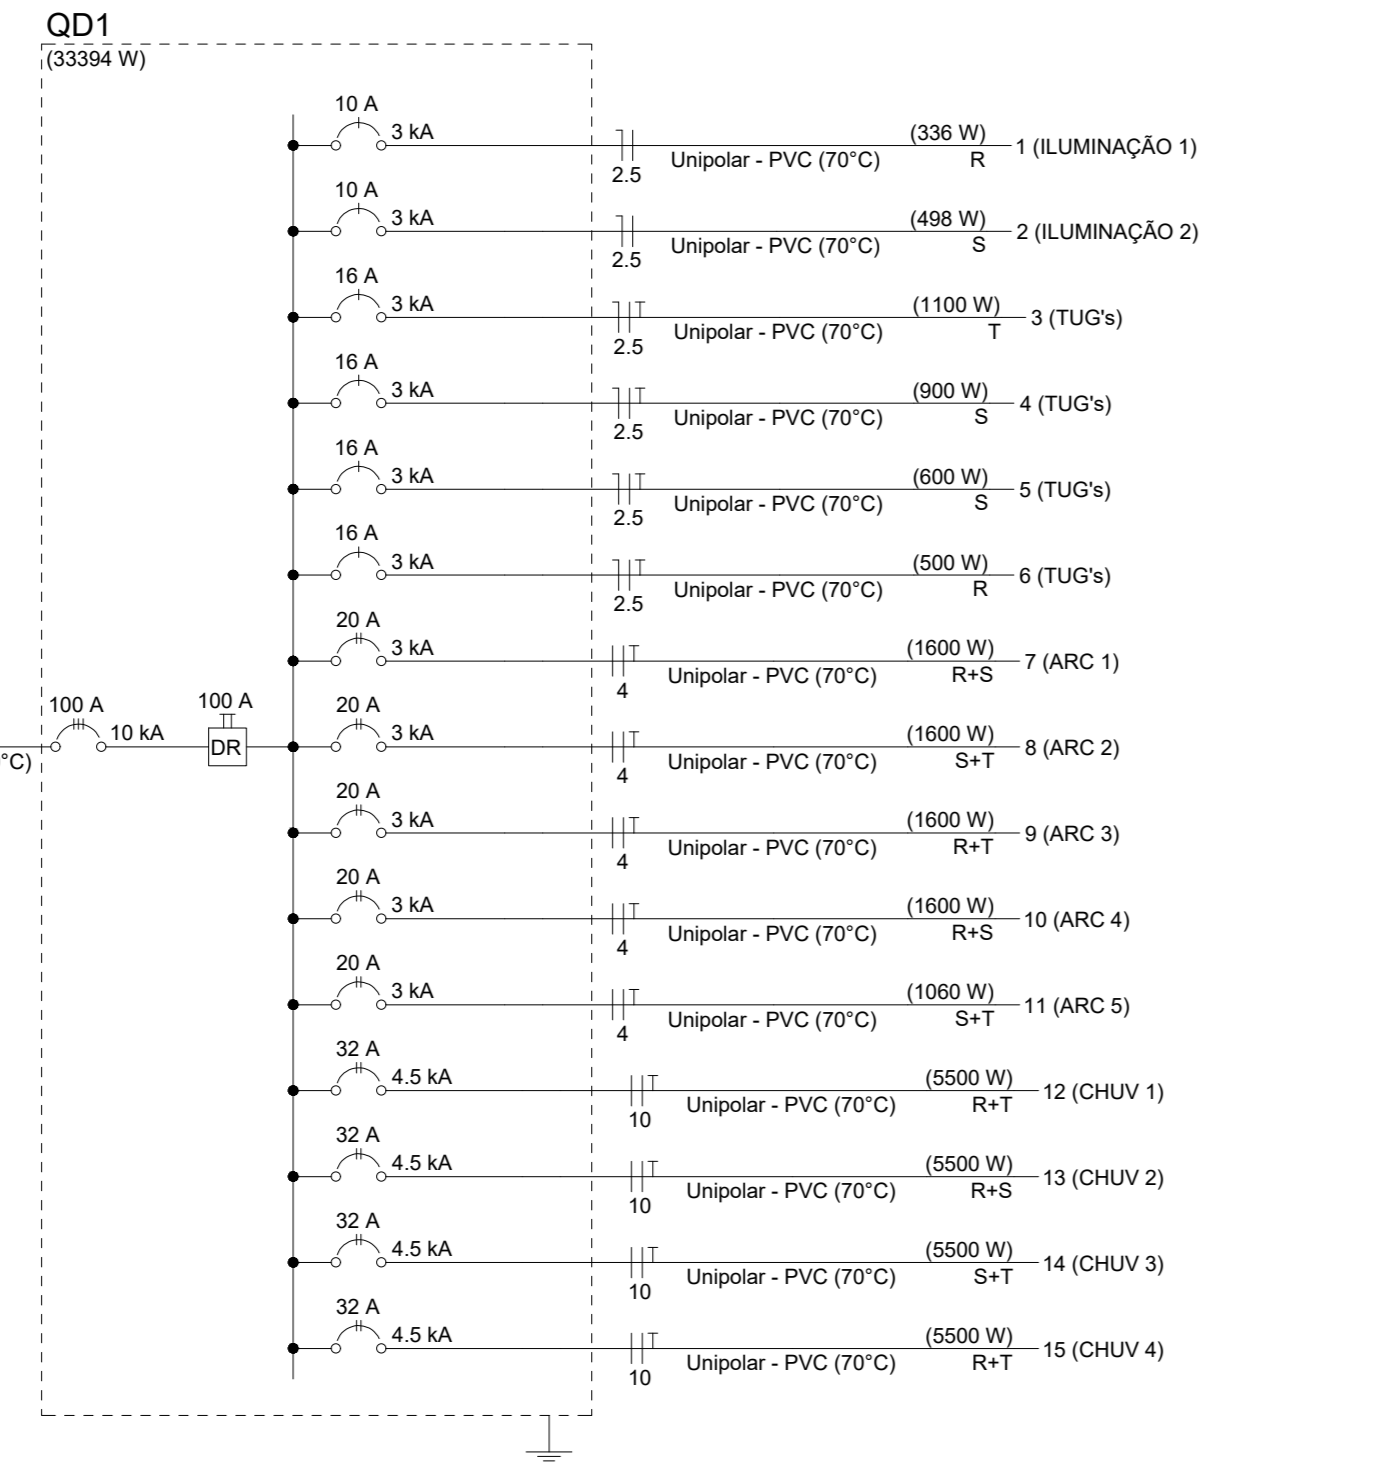 QD1
(33394 W)
10 A
3 kA
2.5
Unipolar - PVC (70°C)
(336 W)
R
1 (ILUMINAÇÃO 1)
10 A
3 kA
2.5
Unipolar - PVC (70°C)
(498 W)
S
2 (ILUMINAÇÃO 2)
16 A
3 kA
2.5
Unipolar - PVC (70°C)
(1100 W)
T
3 (TUG's)
16 A
3 kA
2.5
Unipolar - PVC (70°C)
(900 W)
S
4 (TUG's)
16 A
3 kA
2.5
Unipolar - PVC (70°C)
(600 W)
S
5 (TUG's)
16 A
3 kA
2.5
Unipolar - PVC (70°C)
(500 W)
R
6 (TUG's)
20 A
3 kA
4
Unipolar - PVC (70°C)
(1600 W)
R+S
7 (ARC 1)
°C)
100 A
10 kA
100 A
DR
20 A
3 kA
4
Unipolar - PVC (70°C)
(1600 W)
S+T
8 (ARC 2)
20 A
3 kA
4
Unipolar - PVC (70°C)
(1600 W)
R+T
9 (ARC 3)
20 A
3 kA
4
Unipolar - PVC (70°C)
(1600 W)
R+S
10 (ARC 4)
20 A
3 kA
4
Unipolar - PVC (70°C)
(1060 W)
S+T
11 (ARC 5)
32 A
4.5 kA
10
Unipolar - PVC (70°C)
(5500 W)
R+T
12 (CHUV 1)
32 A
4.5 kA
10
Unipolar - PVC (70°C)
(5500 W)
R+S
13 (CHUV 2)
32 A
4.5 kA
10
Unipolar - PVC (70°C)
(5500 W)
S+T
14 (CHUV 3)
32 A
4.5 kA
10
Unipolar - PVC (70°C)
(5500 W)
R+T
15 (CHUV 4)